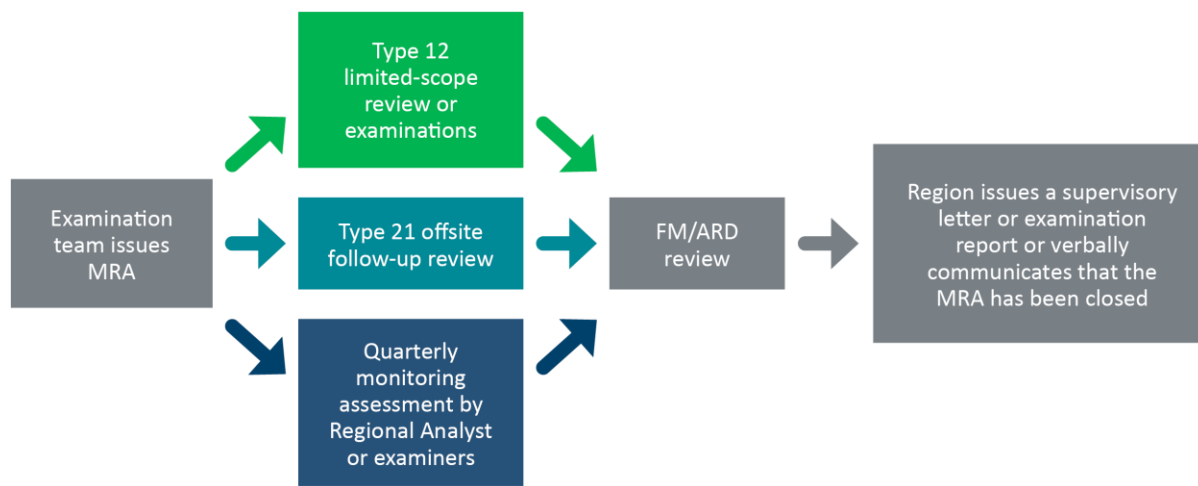 Examination
team issues
MRA
Type 12
limited-scope
review or
examinations
Type 21 offsite
follow-up review
Quarterly
monitoring
assessment by
Regional Analyst
or examiners
FM/ARD
review
Region issues a supervisory
letter or examination
report or verbally
communicates that the
MRA has been closed